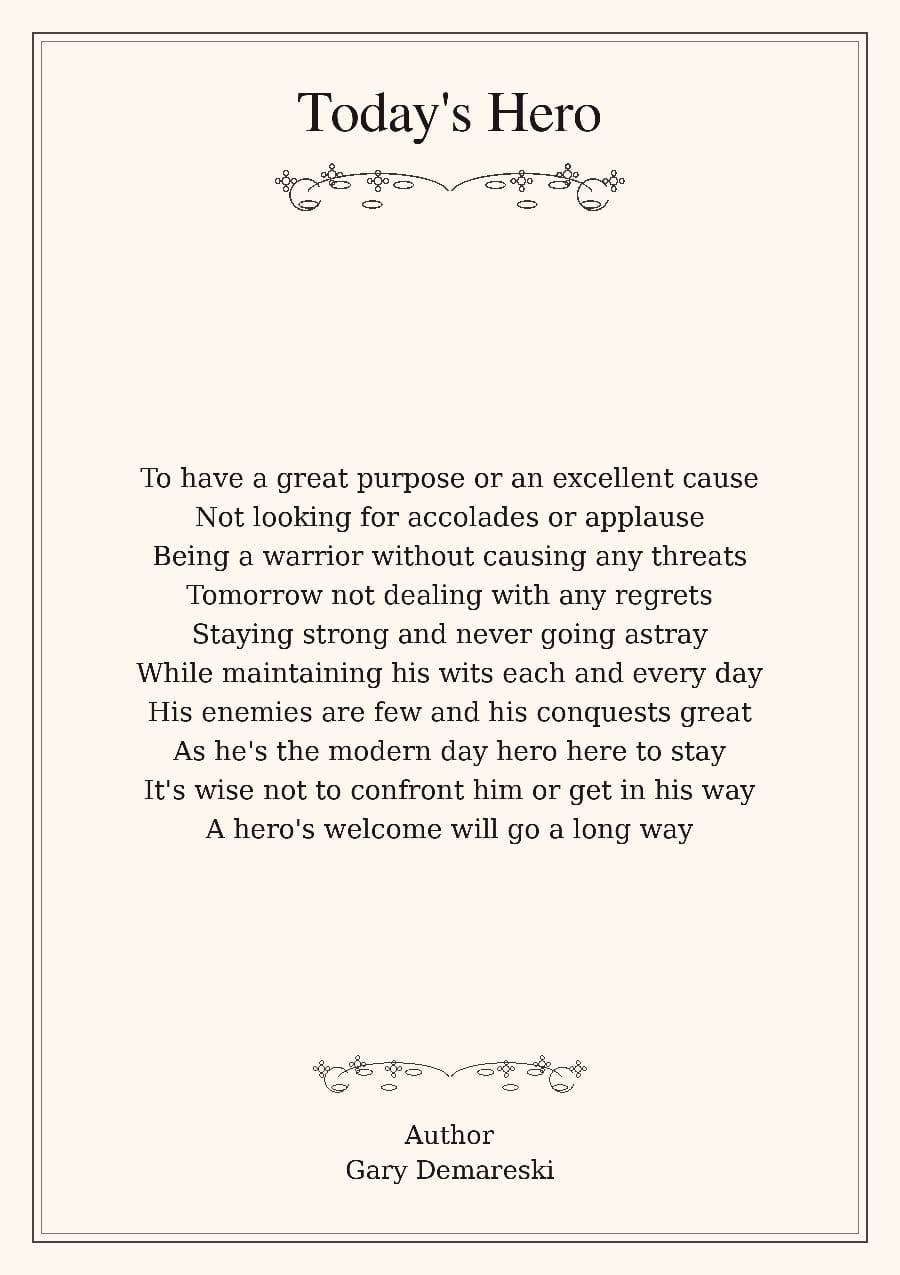 Today's Hero
To have a great purpose or an excellent cause
Not looking for accolades or applause
Being a warrior without causing any threats
Tomorrow not dealing with any regrets
Staying strong and never going astray
While maintaining his wits each and every day
His enemies are few and his conquests great
As he's the modern day hero here to stay
It's wise not to confront him or get in his way
A hero's welcome will go a long way
Author
Gary Demareski